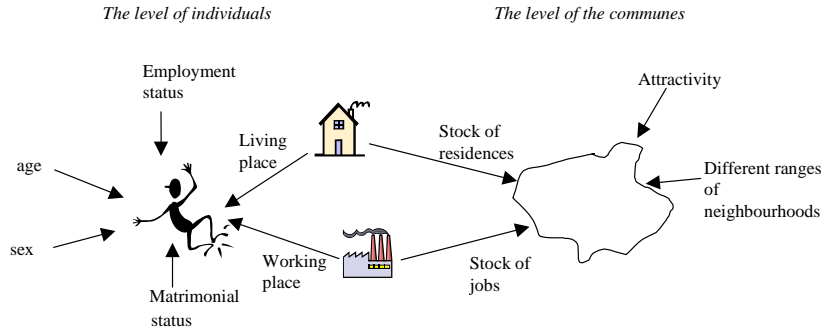 The level of individuals
The level of the communes
Employment
status
Attractivity
Living
place
Stock of
residences
age
Different ranges
of
neighbourhoods
sex
Working
place
Stock of
jobs
Matrimonial
status